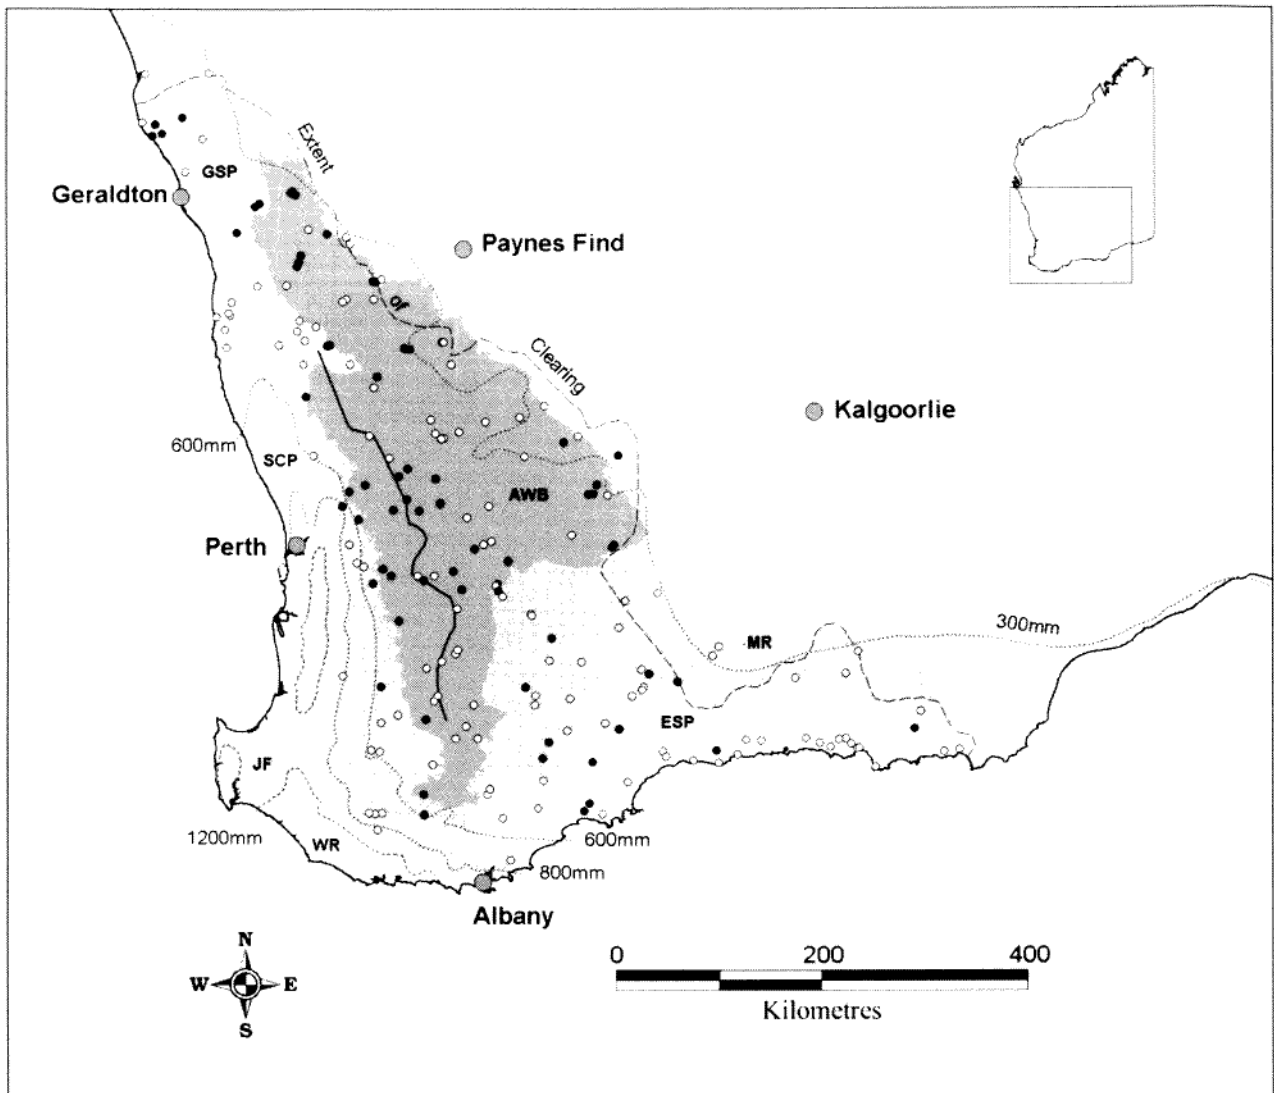 Extent
GSP
Geraldton
Paynes Find
of
Clearing
Kalgoorlie
600mm
SCP
AWB
Perth
300mm
MR
ESP
JF
1200mm
WR
600mm
800mm
Albany
N
W E
S
0 200 400
Kilometres